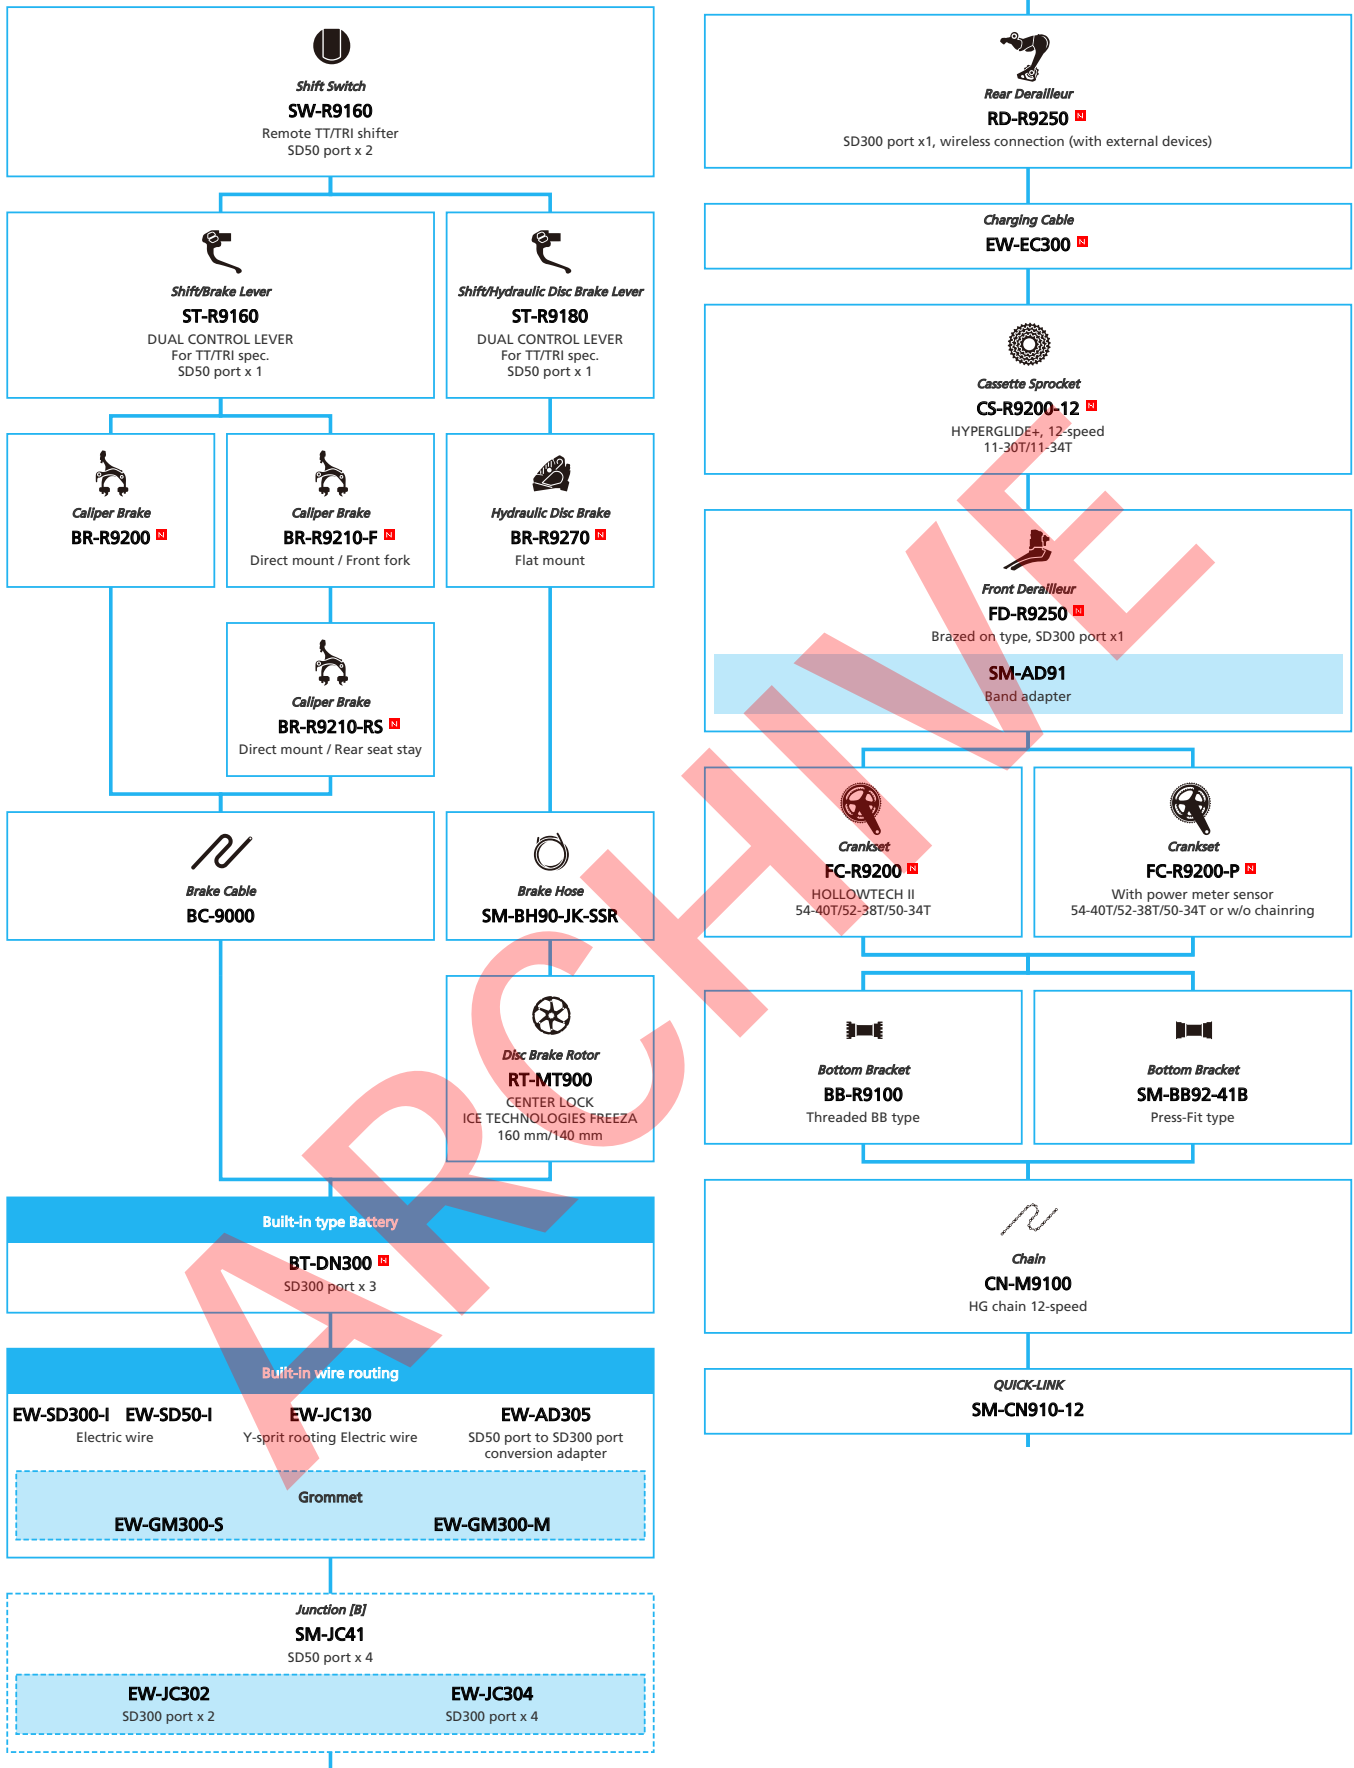 Shift Switch
SW-R9160
Remote TT/TRI shifter
SD50 port x 2
Shift/Brake Lever
ST-R9160
DUAL CONTROL LEVER
For TT/TRI spec.
SD50 port x 1
Shift/Hydraulic Disc Brake Lever
ST-R9180
DUAL CONTROL LEVER
For TT/TRI spec.
SD50 port x 1
Caliper Brake
BR-R9200 N
Caliper Brake
BR-R9210-F N
Direct mount / Front fork
Hydraulic Disc Brake
BR-R9270 N
Flat mount
Caliper Brake
BR-R9210-RS N
Direct mount / Rear seat stay
Brake Cable
BC-9000
Brake Hose
SM-BH90-JK-SSR
Disc Brake Rotor
RT-MT900
CENTER LOCK
ICE TECHNOLOGIES FREEZA
160 mm/140 mm
Built-in type Battery
BT-DN300 N
SD300 port x 3
Built-in wire routing
EW-SD300-I EW-SD50-I
Electric wire
EW-JC130
Y-sprit rooting Electric wire
EW-AD305
SD50 port to SD300 port
conversion adapter
Grommet
EW-GM300-S
EW-GM300-M
Junction [B]
SM-JC41
SD50 port x 4
EW-JC302
SD300 port x 2
EW-JC304
SD300 port x 4
Rear Derailleur
RD-R9250 N
SD300 port x1, wireless connection (with external devices)
Charging Cable
EW-EC300 N
Cassette Sprocket
CS-R9200-12 N
HYPERGLIDE+, 12-speed
11-30T/11-34T
Front Derailleur
FD-R9250 N
Brazed on type, SD300 port x1
SM-AD91
Band adapter
Crankset
FC-R9200 N
HOLLOWTECH II
54-40T/52-38T/50-34T
Crankset
FC-R9200-P N
With power meter sensor
54-40T/52-38T/50-34T or w/o chainring
Bottom Bracket
BB-R9100
Threaded BB type
Bottom Bracket
SM-BB92-41B
Press-Fit type
Chain
CN-M9100
HG chain 12-speed
QUICK-LINK
SM-CN910-12
ARCHIVE